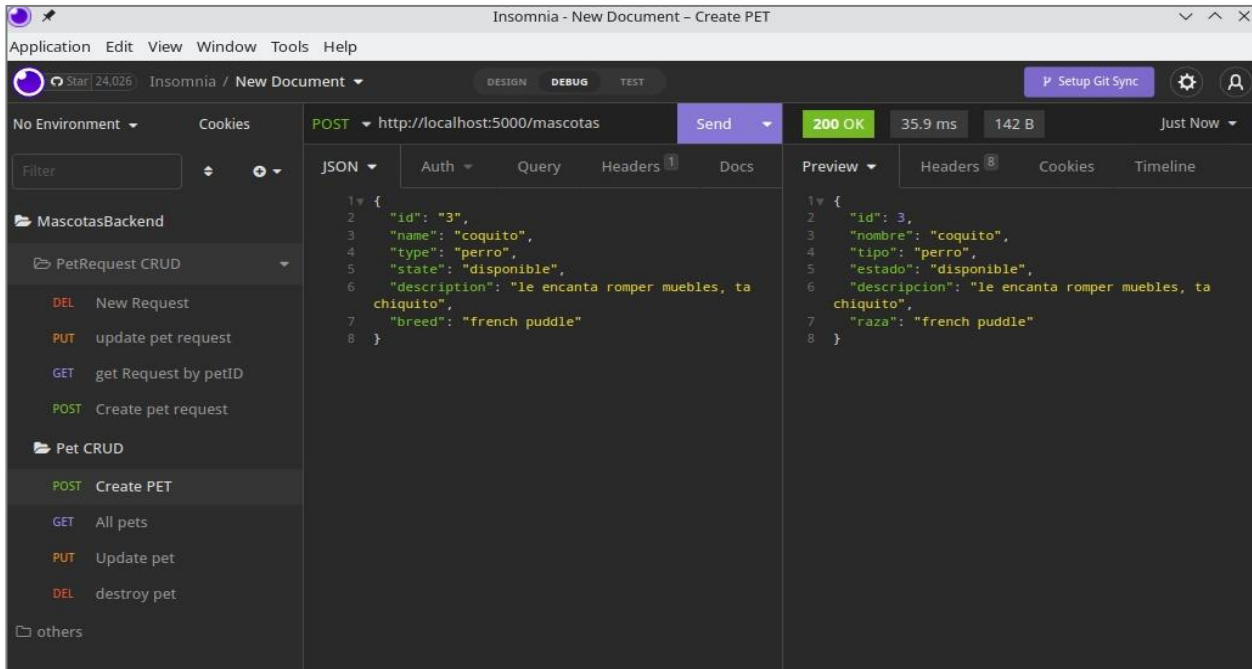 Insomnia - New Document – Create PET
Application Edit View Window Tools Help
Star 24,026 Insomnia / New Document DESIGN DEBUG TEST Setup Git Sync
No Environment Cookies
Filter
MascotasBackend
PetRequest CRUD
DEL New Request
PUT update pet request
GET get Request by petID
POST Create pet request
Pet CRUD
POST Create PET
GET All pets
PUT Update pet
DEL destroy pet
others
POST http://localhost:5000/mascotas Send
JSON Auth Query Headers 1 Docs
1 {
2 "id": "3",
3 "name": "coquito",
4 "type": "perro",
5 "state": "disponible",
6 "description": "le encanta romper muebles, ta
chiquito",
7 "breed": "french puddle"
8 }
200 OK 35.9 ms 142 B Just Now
Preview Headers 8 Cookies Timeline
1 {
2 "id": 3,
3 "nombre": "coquito",
4 "tipo": "perro",
5 "estado": "disponible",
6 "descripcion": "le encanta romper muebles, ta
chiquito",
7 "raza": "french puddle"
8 }